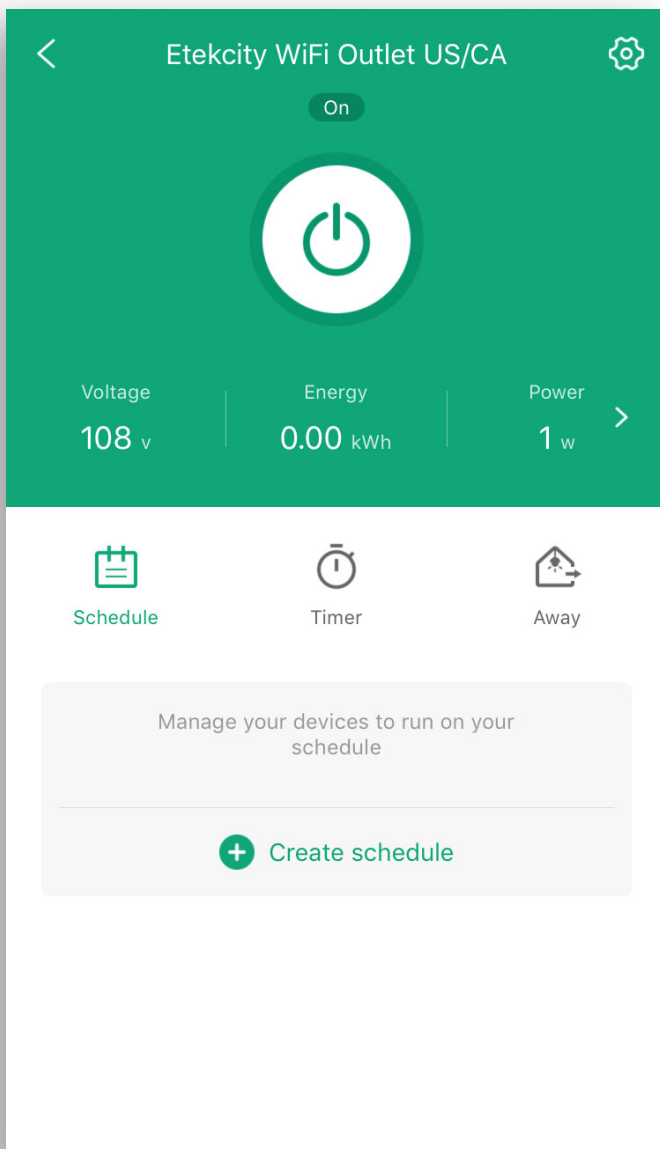 Etekcity WiFi Outlet US/CA
On
Voltage Energy Power
108 v 0.00 kWh 1 w
Schedule Timer Away
Manage your devices to run on your
schedule
Create schedule